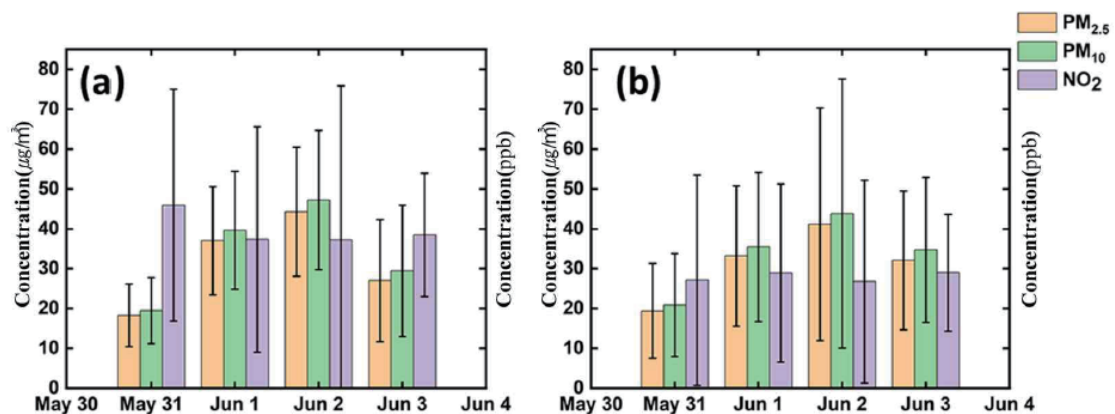 PM2.5
PM10
NO2
(a)
(b)
Concentration(μg/m³)
80
70
60
50
40
30
20
10
0
May 30 May 31 Jun 1 Jun 2 Jun 3 Jun 4
Concentration(ppb)
Concentration(μg/m³)
80
70
60
50
40
30
20
10
0
May 30 May 31 Jun 1 Jun 2 Jun 3 Jun 4
Concentration(ppb)